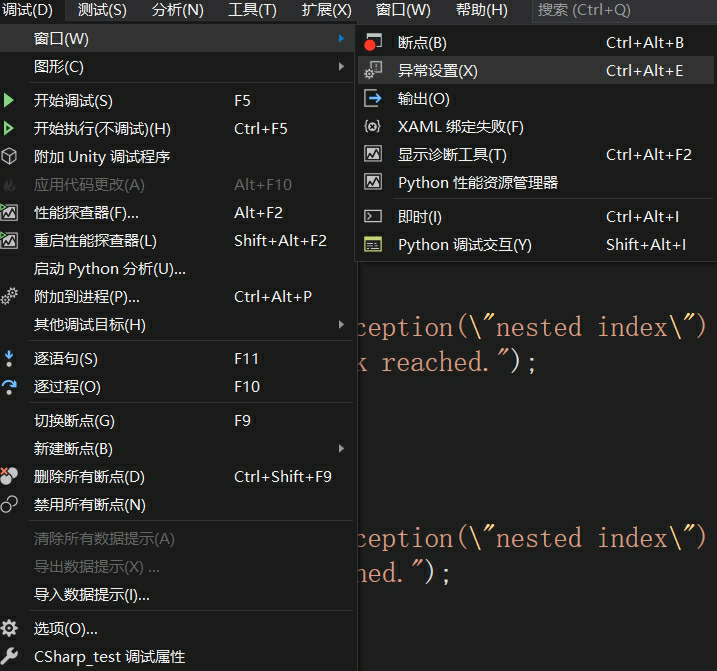 调试(D) 测试(S) 分析(N) 工具(T) 扩展(X) 窗口(W) 帮助(H) 搜索 (Ctrl+Q)
窗口(W)
图形(C)
开始调试(S) F5
开始执行(不调试)(H) Ctrl+F5
附加 Unity 调试程序
应用代码更改(A) Alt+F10
性能探查器(F)... Alt+F2
重启性能探查器(L) Shift+Alt+F2
启动 Python 分析(U)...
附加到进程(P)... Ctrl+Alt+P
其他调试目标(H)
逐语句(S) F11
逐过程(O) F10
切换断点(G) F9
新建断点(B)
删除所有断点(D) Ctrl+Shift+F9
禁用所有断点(N)
清除所有数据提示(A)
导出数据提示(X) ...
导入数据提示(I)...
选项(O)...
CSharp_test 调试属性
断点(B) Ctrl+Alt+B
异常设置(X) Ctrl+Alt+E
输出(O)
XAML 绑定失败(F)
显示诊断工具(T) Ctrl+Alt+F2
Python 性能资源管理器
即时(I) Ctrl+Alt+I
Python 调试交互(Y) Shift+Alt+I
ception(\"nested index\")
k reached.");
ception(\"nested index\")
hed.");